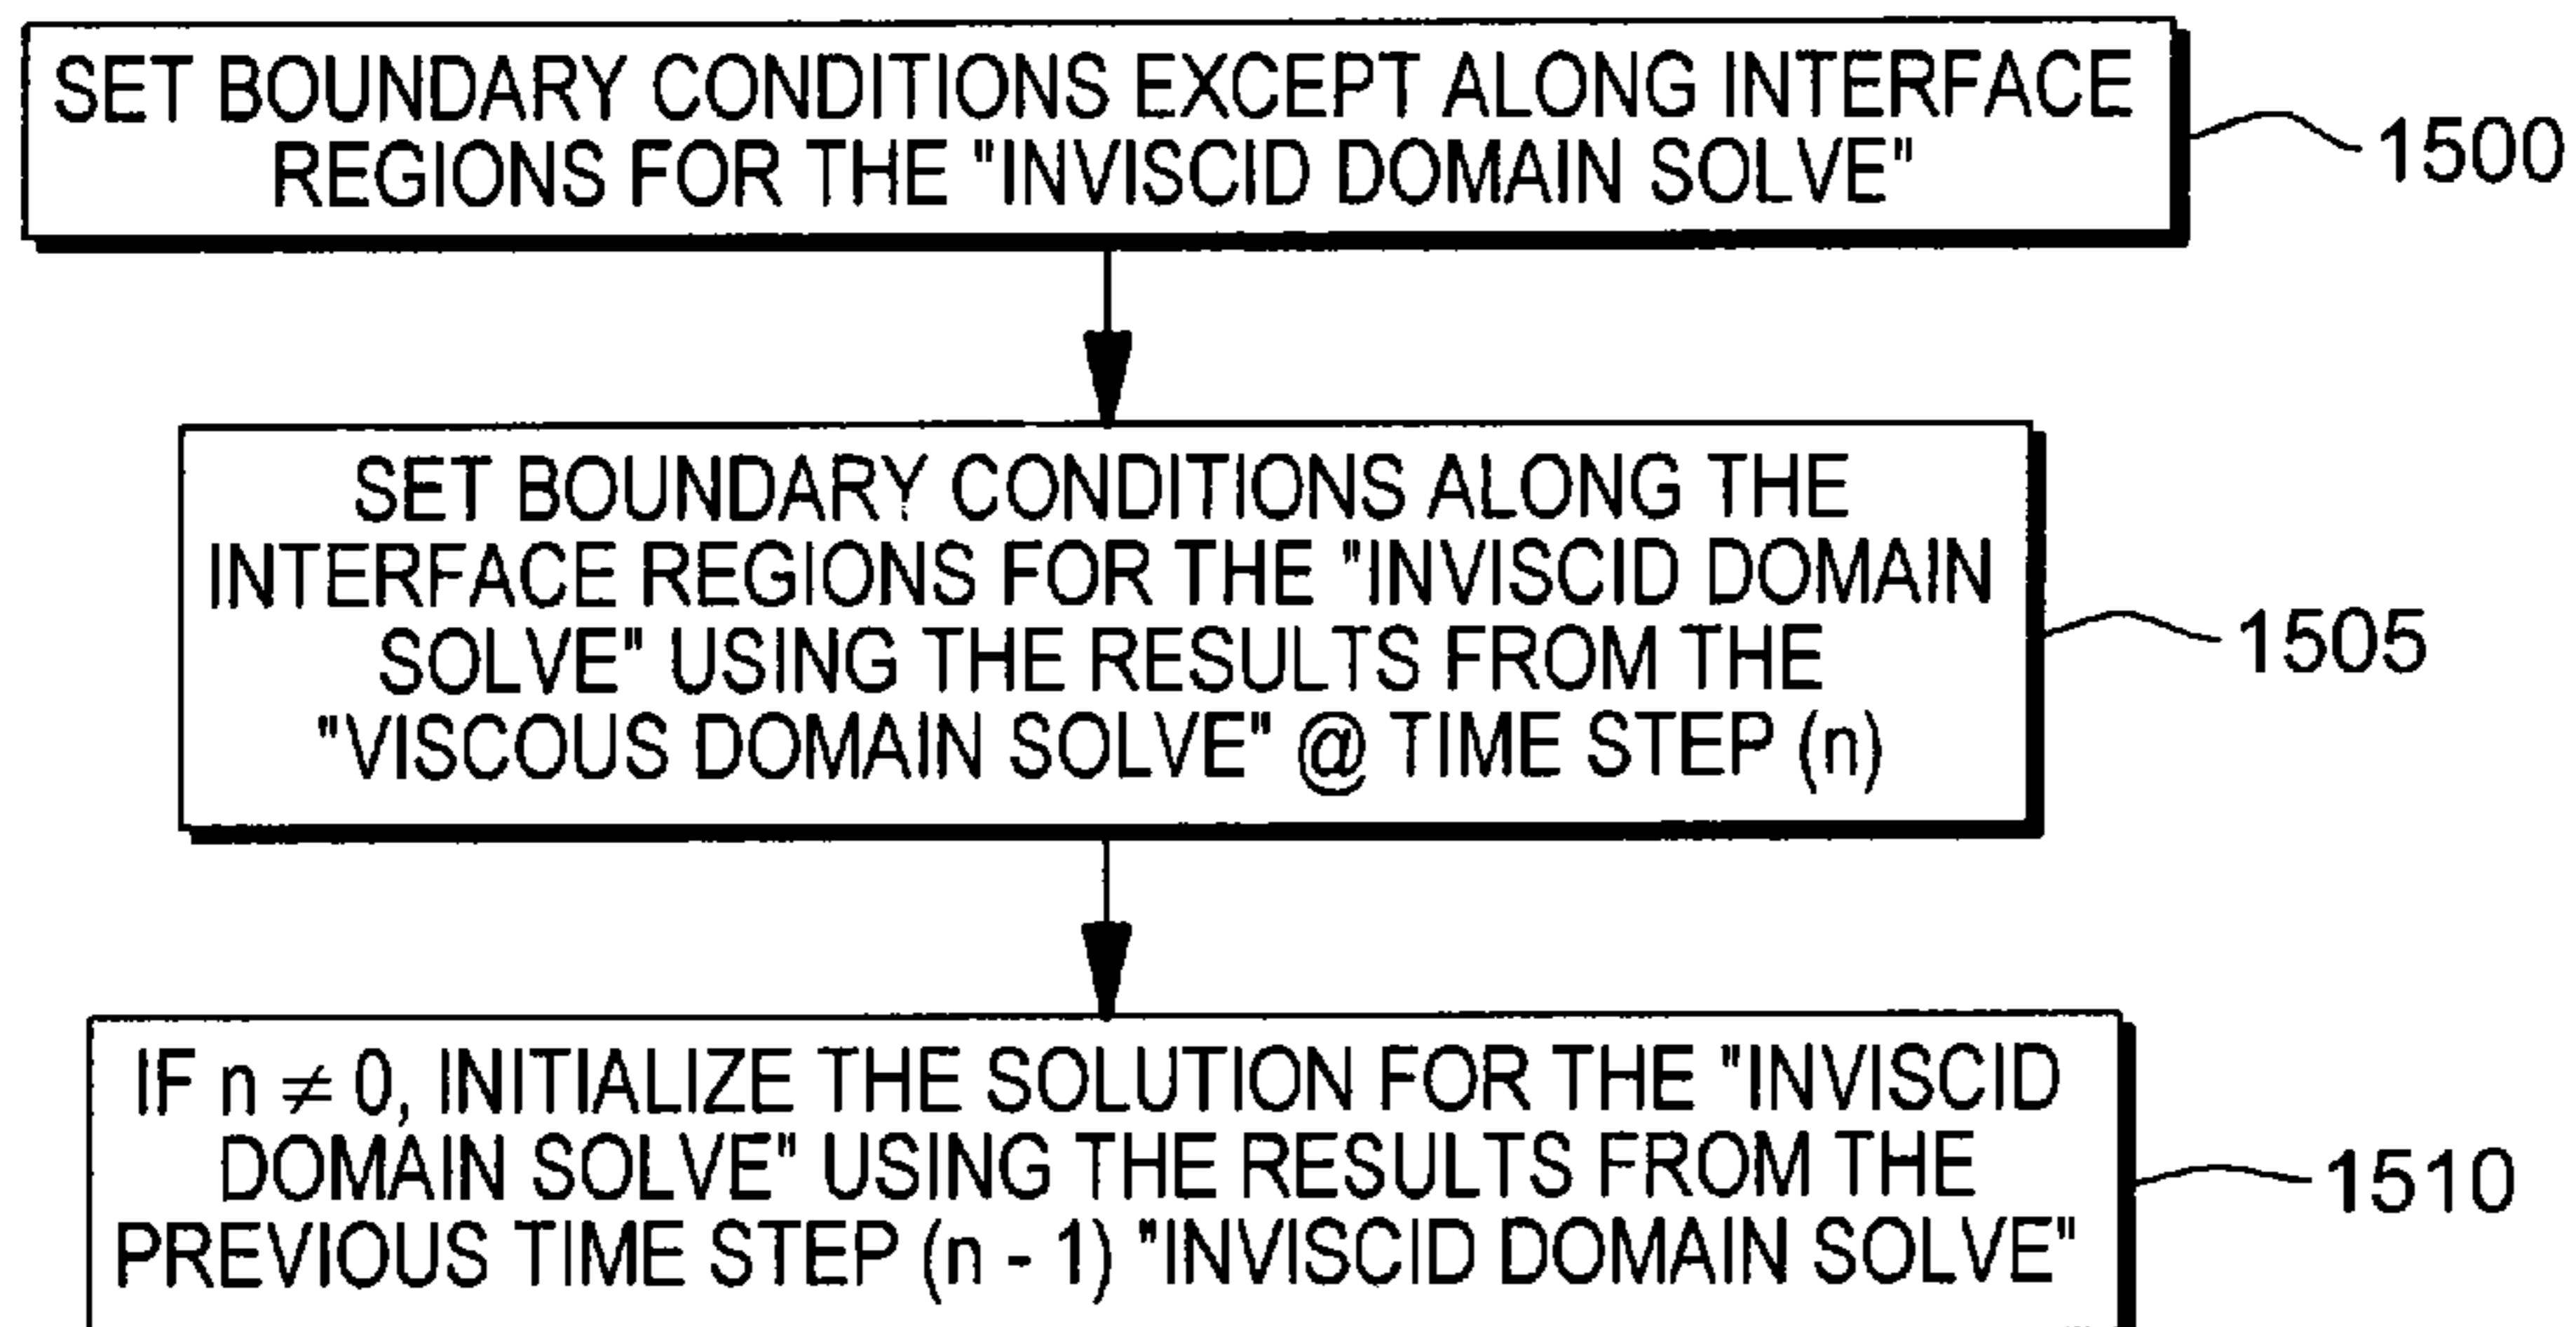 SET BOUNDARY CONDITIONS EXCEPT ALONG INTERFACE
REGIONS FOR THE "INVISCID DOMAIN SOLVE"
1500
SET BOUNDARY CONDITIONS ALONG THE
INTERFACE REGIONS FOR THE "INVISCID DOMAIN
SOLVE" USING THE RESULTS FROM THE
"VISCOUS DOMAIN SOLVE" @ TIME STEP (n)
1505
IF n ≠ 0, INITIALIZE THE SOLUTION FOR THE "INVISCID
DOMAIN SOLVE" USING THE RESULTS FROM THE
PREVIOUS TIME STEP (n - 1) "INVISCID DOMAIN SOLVE"
1510